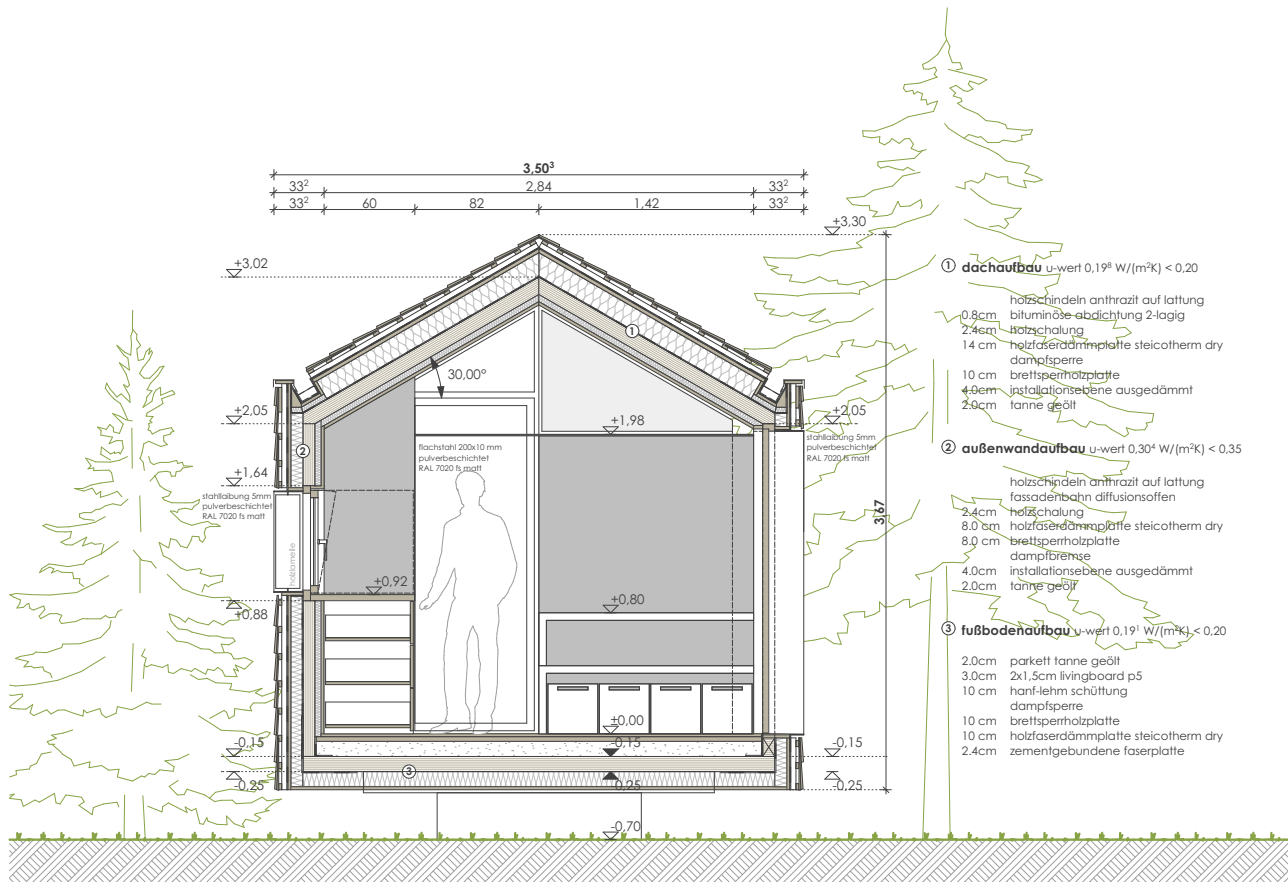 3,50³
33² 2,84 33²
33² 60 82 1,42 33²
+3,30
+3,02
30,00°
+2,05
+2,05
+1,98
+1,64
flachstahl 200x10 mm
pulverbeschichtet
RAL 7020 fs matt
stahllaibung 5mm
pulverbeschichtet
RAL 7020 fs matt
stahllaibung 5mm
pulverbeschichtet
RAL 7020 fs matt
holzlamelle
3,67
+0,92
+0,88
+0,80
±0,00
-0,15
-0,15
-0,15
-0,25
-0,25
-0,25
-0,70
1
2
3
① dachaufbau u-wert 0,19⁸ W/(m²K) < 0,20
holzschindeln anthrazit auf lattung
0.8cm bituminöse abdichtung 2-lagig
2.4cm holzschalung
14 cm holzfaserdämmplatte steicotherm dry
dampfsperre
10 cm brettsperrholzplatte
4.0cm installationsebene ausgedämmt
2.0cm tanne geölt
② außenwandaufbau u-wert 0,30⁴ W/(m²K) < 0,35
holzschindeln anthrazit auf lattung
fassadenbahn diffusionsoffen
2.4cm holzschalung
8.0 cm holzfaserdämmplatte steicotherm dry
8.0 cm brettsperrholzplatte
dampfbremse
4.0cm installationsebene ausgedämmt
2.0cm tanne geölt
③ fußbodenaufbau u-wert 0,19¹ W/(m²K) < 0,20
2.0cm parkett tanne geölt
3.0cm 2x1,5cm livingboard p5
10 cm hanf-lehm schüttung
dampfsperre
10 cm brettsperrholzplatte
10 cm holzfaserdämmplatte steicotherm dry
2.4cm zementgebundene faserplatte